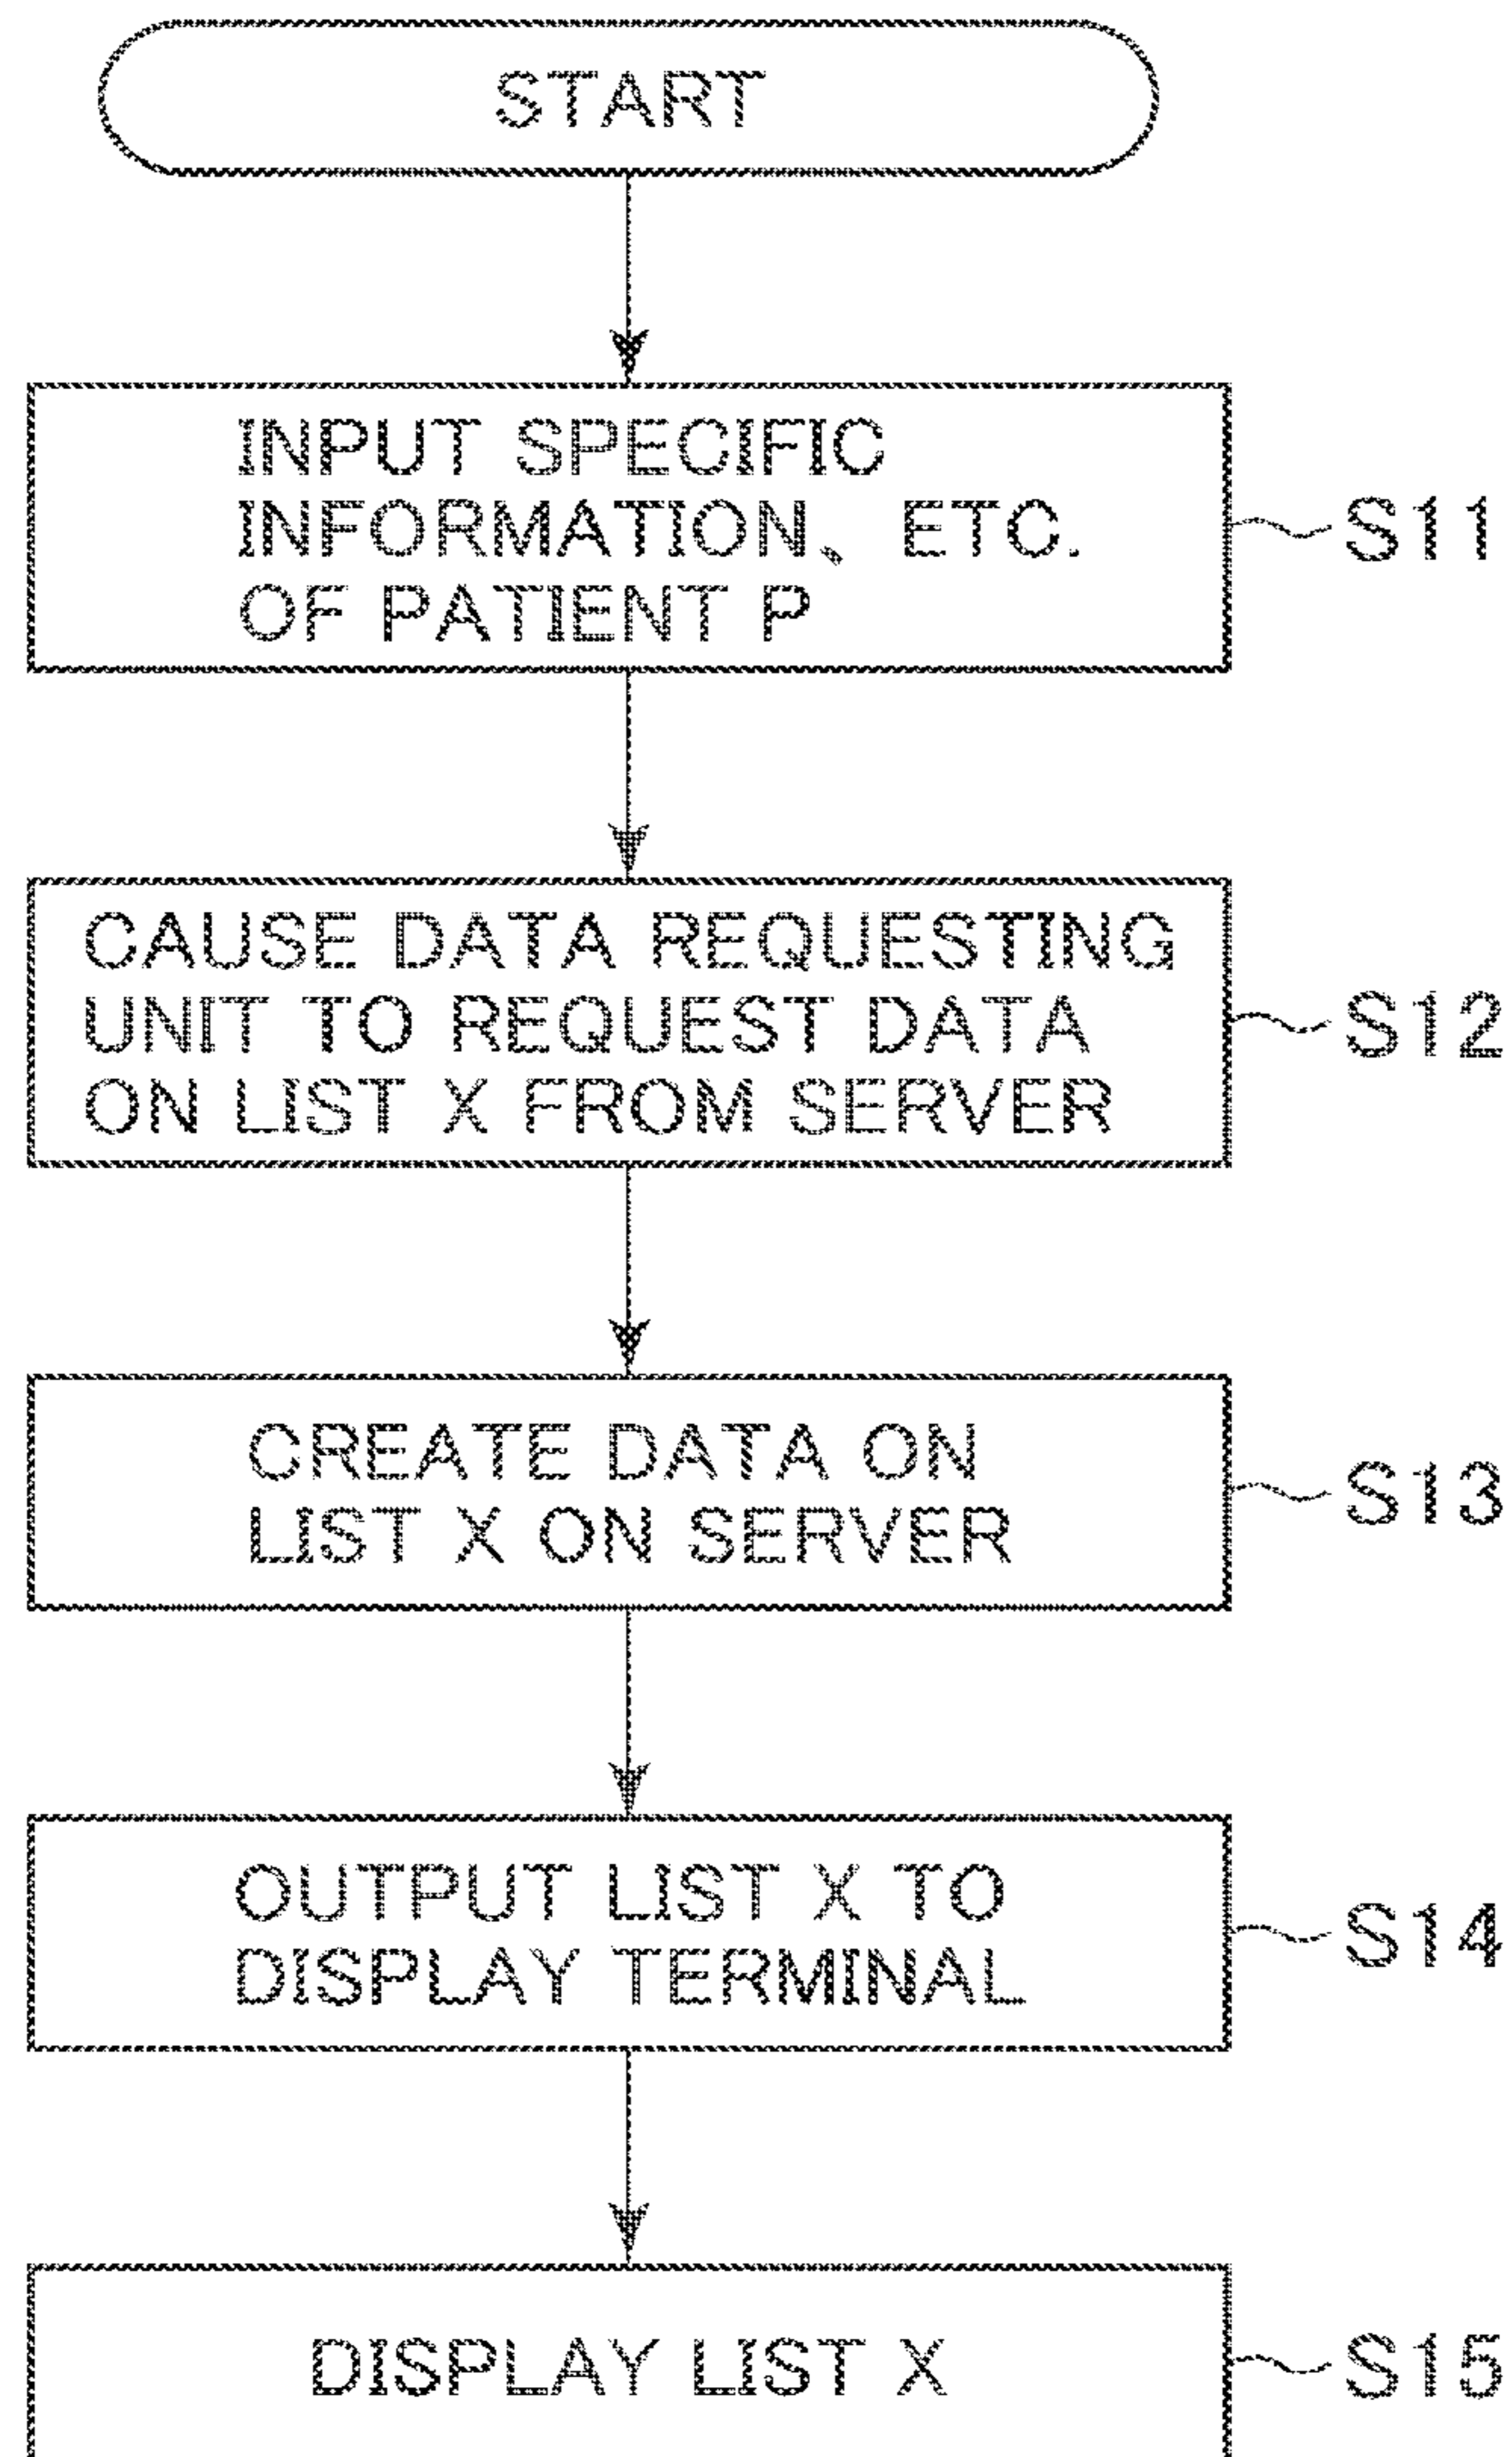 START
INPUT SPECIFIC
INFORMATION、 ETC.
OF PATIENT P
S11
CAUSE DATA REQUESTING
UNIT TO REQUEST DATA
ON LIST X FROM SERVER
S12
CREATE DATA ON
LIST X ON SERVER
S13
OUTPUT LIST X TO
DISPLAY TERMINAL
S14
DISPLAY LIST X
S15